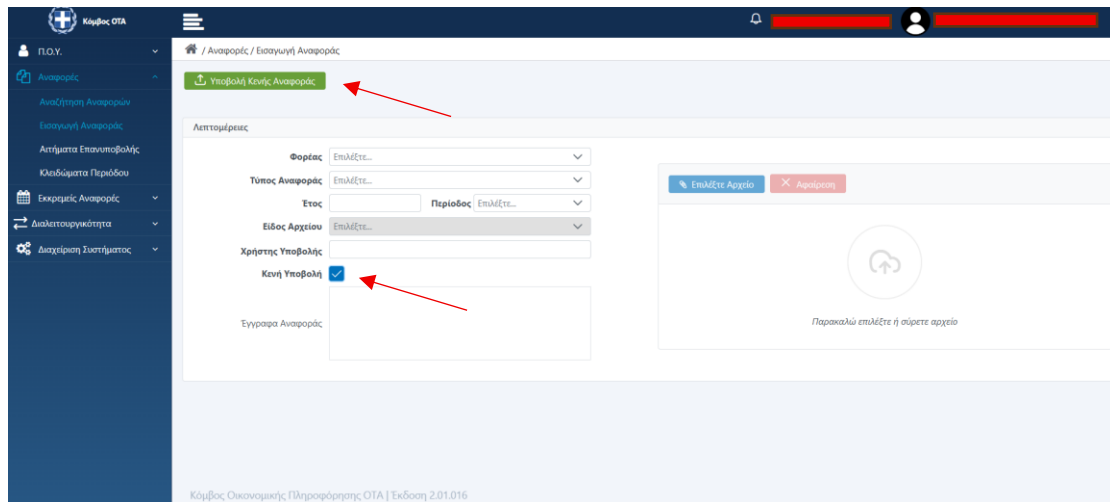 Κόμβος ΟΤΑ
Π.Ο.Υ.
Αναφορές
Αναζήτηση Αναφορών
Εισαγωγή Αναφοράς
Αιτήματα Επανυποβολής
Κλειδώματα Περιόδου
Εκκρεμείς Αναφορές
Διαλειτουργικότητα
Διαχείριση Συστήματος
/ Αναφορές / Εισαγωγή Αναφοράς
Υποβολή Κενής Αναφοράς
Λεπτομέρειες
Φορέας Επιλέξτε...
Τύπος Αναφοράς Επιλέξτε...
Έτος Περίοδος Επιλέξτε...
Είδος Αρχείου Επιλέξτε...
Χρήστης Υποβολής
Κενή Υποβολή
Έγγραφα Αναφοράς
Επιλέξτε Αρχείο Αφαίρεση
Παρακαλώ επιλέξτε ή σύρετε αρχείο
Κόμβος Οικονομικής Πληροφόρησης ΟΤΑ | Έκδοση 2.01.016